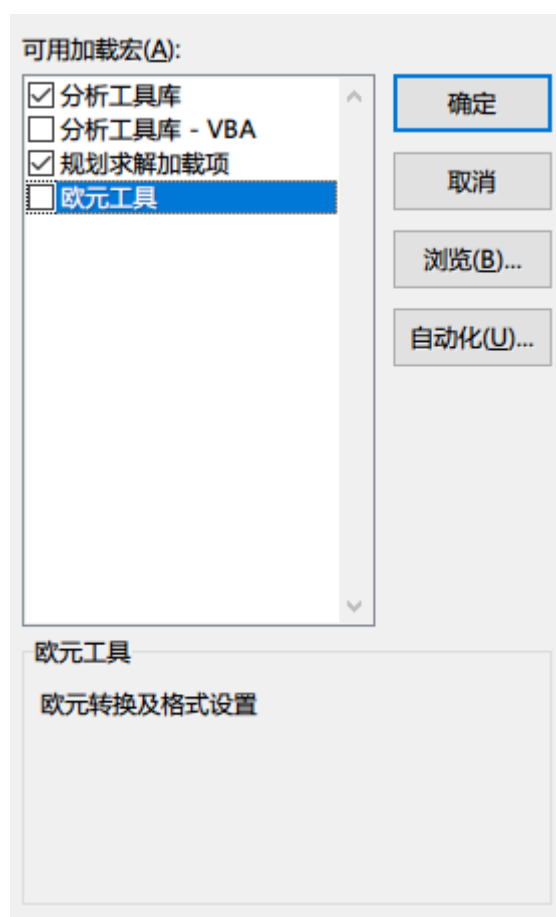 可用加载宏(A):
分析工具库
分析工具库 - VBA
规划求解加载项
欧元工具
确定
取消
浏览(B)...
自动化(U)...
欧元工具
欧元转换及格式设置